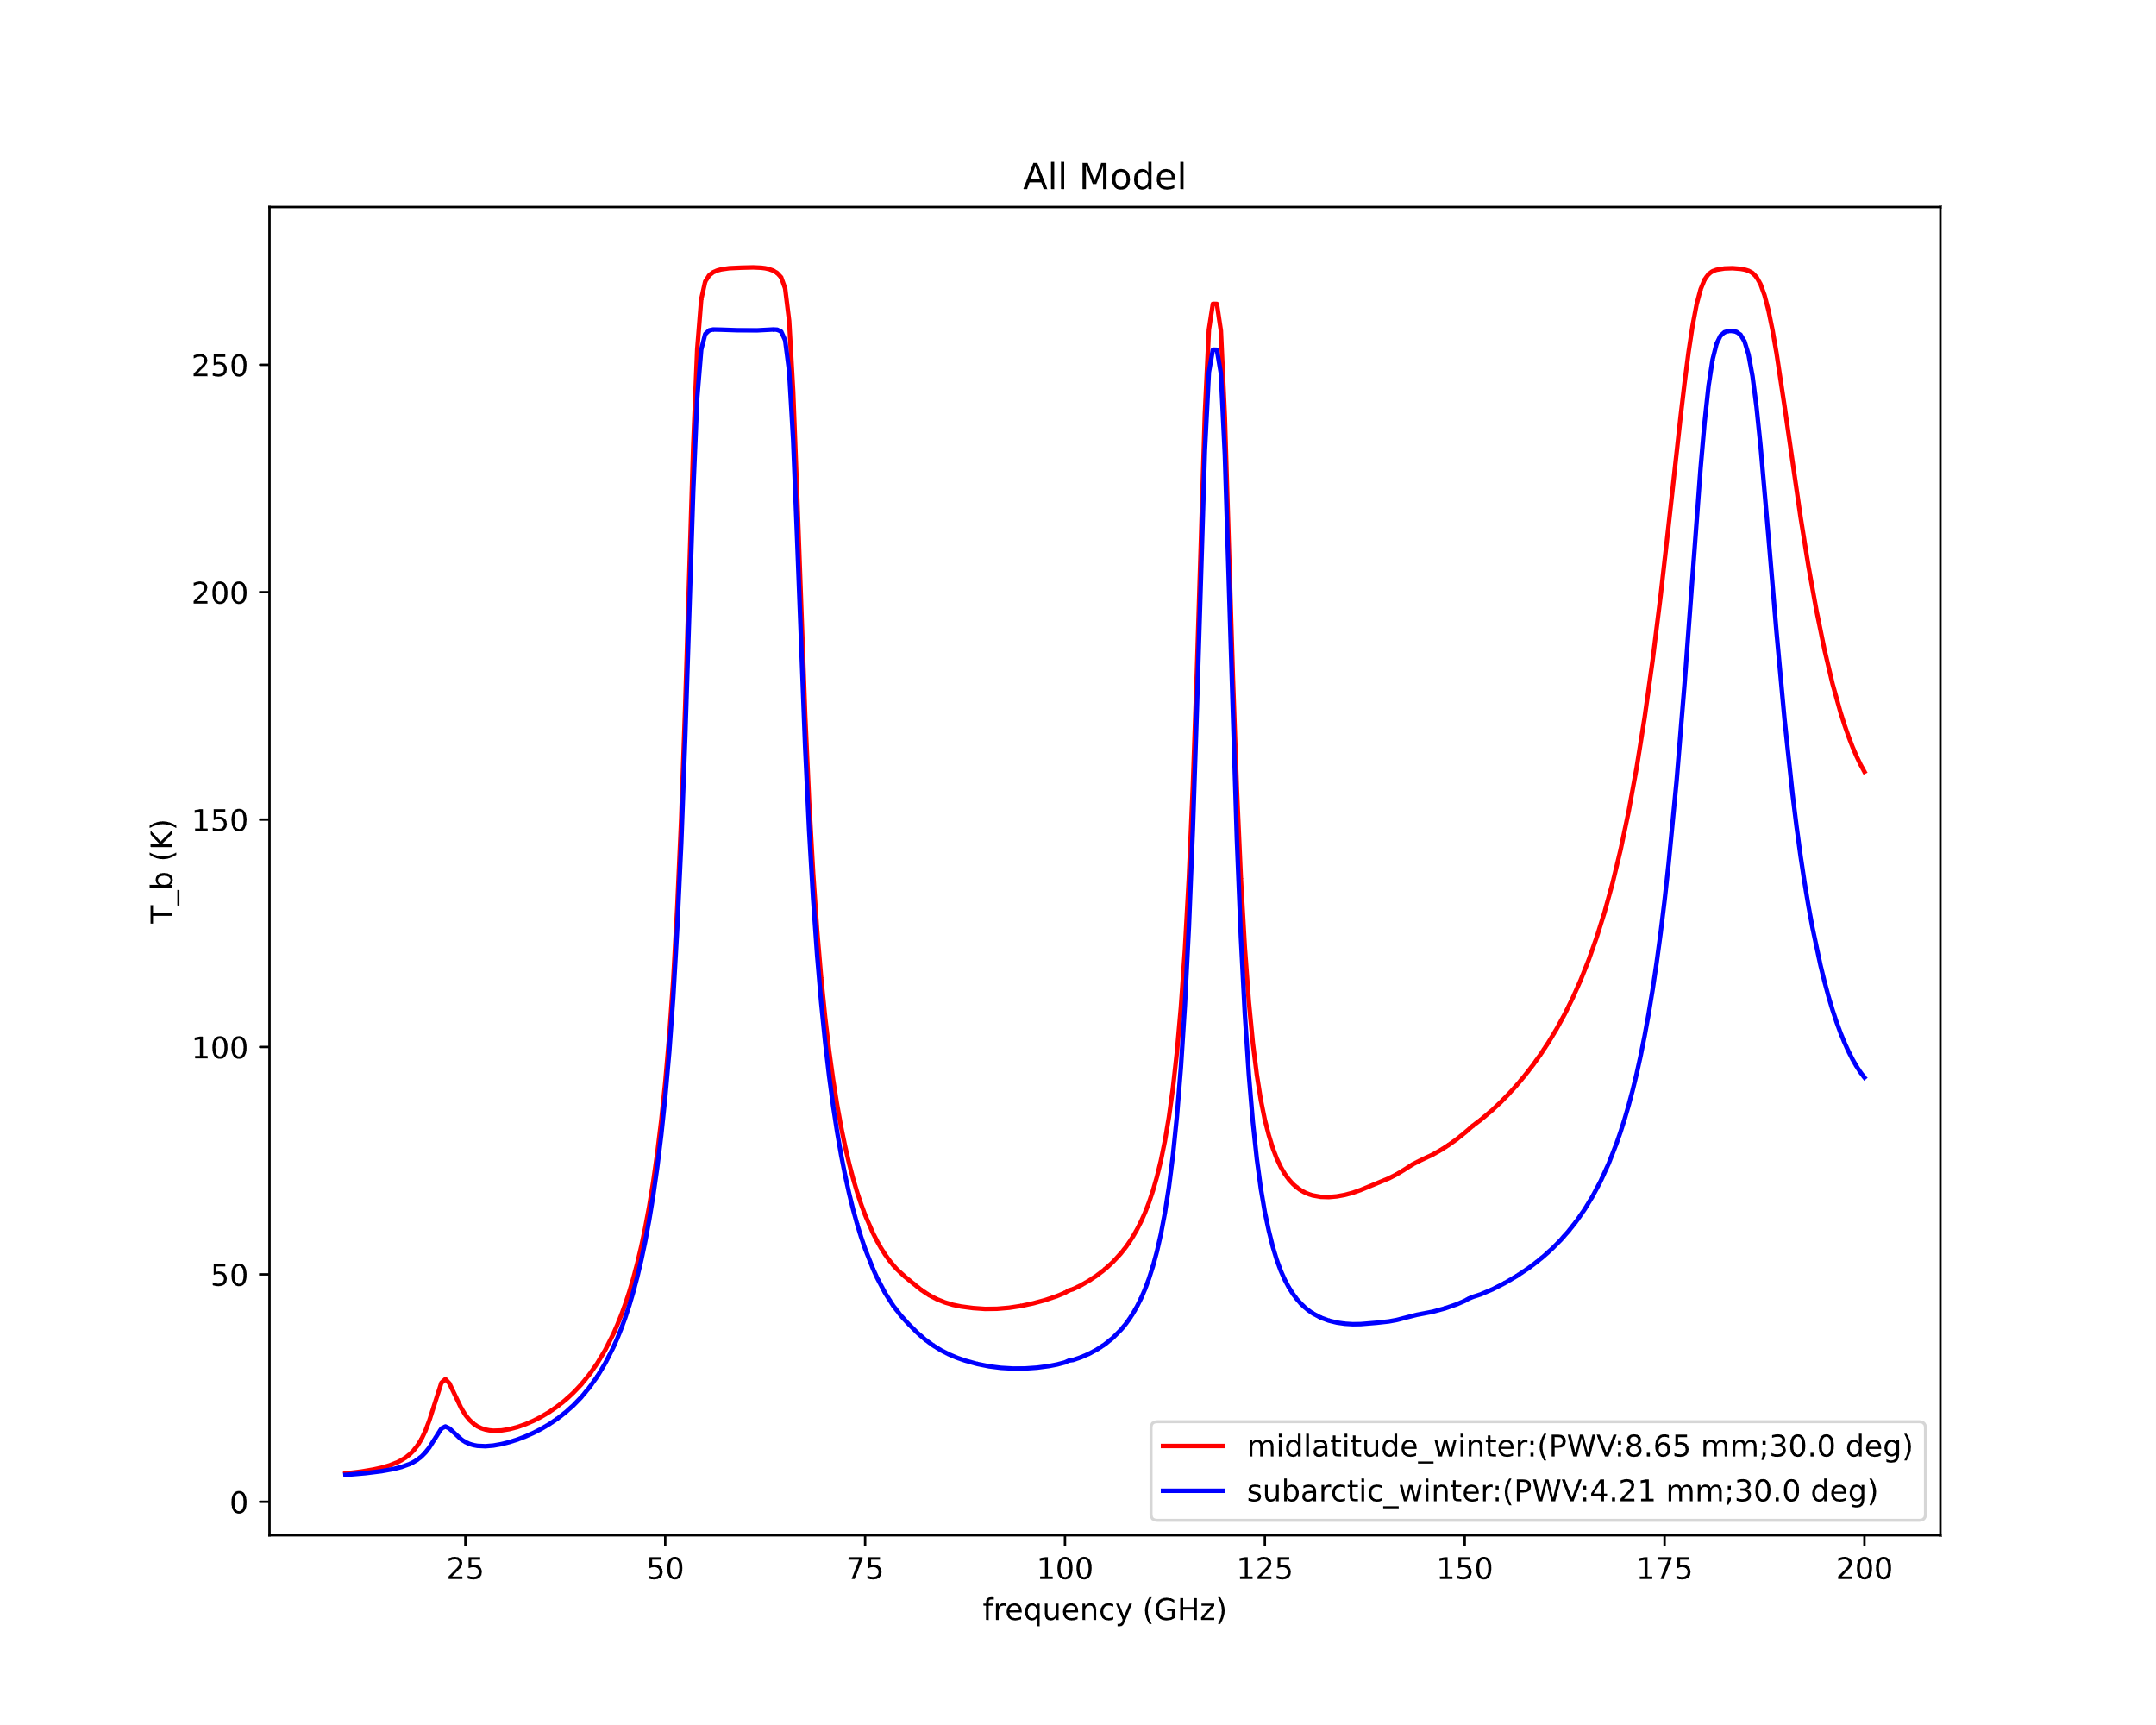 All Model
250
200
150
100
50
0
T_b (K)
25 50 75 100 125 150 175 200
frequency (GHz)
midlatitude_winter:(PWV:8.65 mm;30.0 deg)
subarctic_winter:(PWV:4.21 mm;30.0 deg)